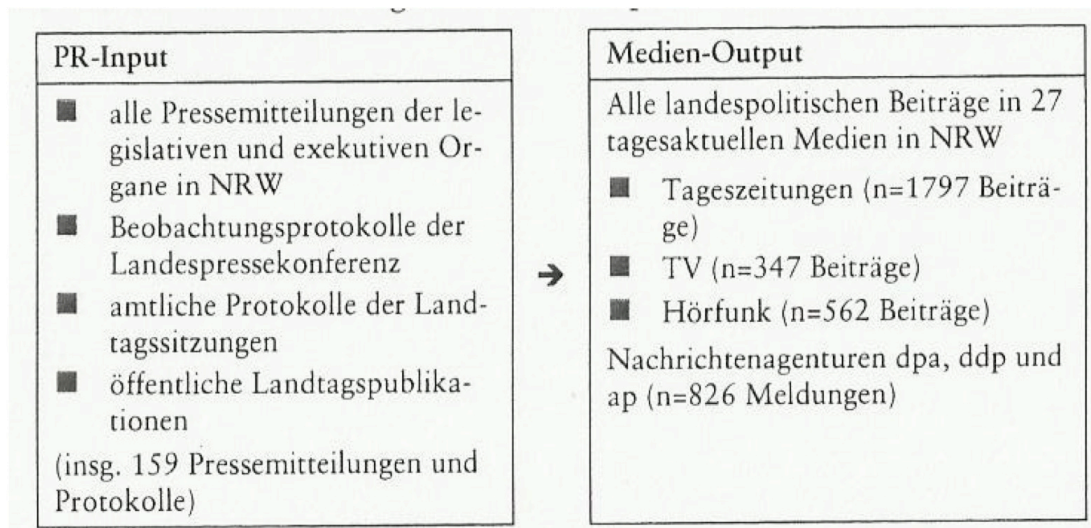 PR-Input
■ alle Pressemitteilungen der le-
gislativen und exekutiven Or-
gane in NRW
■ Beobachtungsprotokolle der
Landespressekonferenz
■ amtliche Protokolle der Land-
tagssitzungen
■ öffentliche Landtagspublika-
tionen
(insg. 159 Pressemitteilungen und
Protokolle)
➔
Medien-Output
Alle landespolitischen Beiträge in 27
tagesaktuellen Medien in NRW
■ Tageszeitungen (n=1797 Beiträ-
ge)
■ TV (n=347 Beiträge)
■ Hörfunk (n=562 Beiträge)
Nachrichtenagenturen dpa, ddp und
ap (n=826 Meldungen)